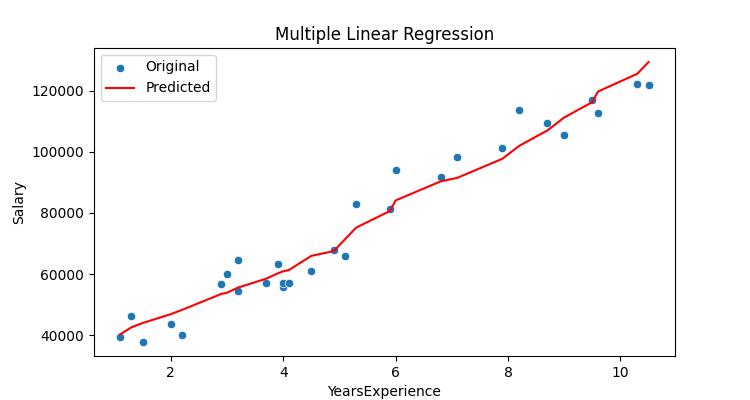 Multiple Linear Regression
Original
Predicted
120000
100000
80000
60000
40000
Salary
2
4
6
8
10
YearsExperience